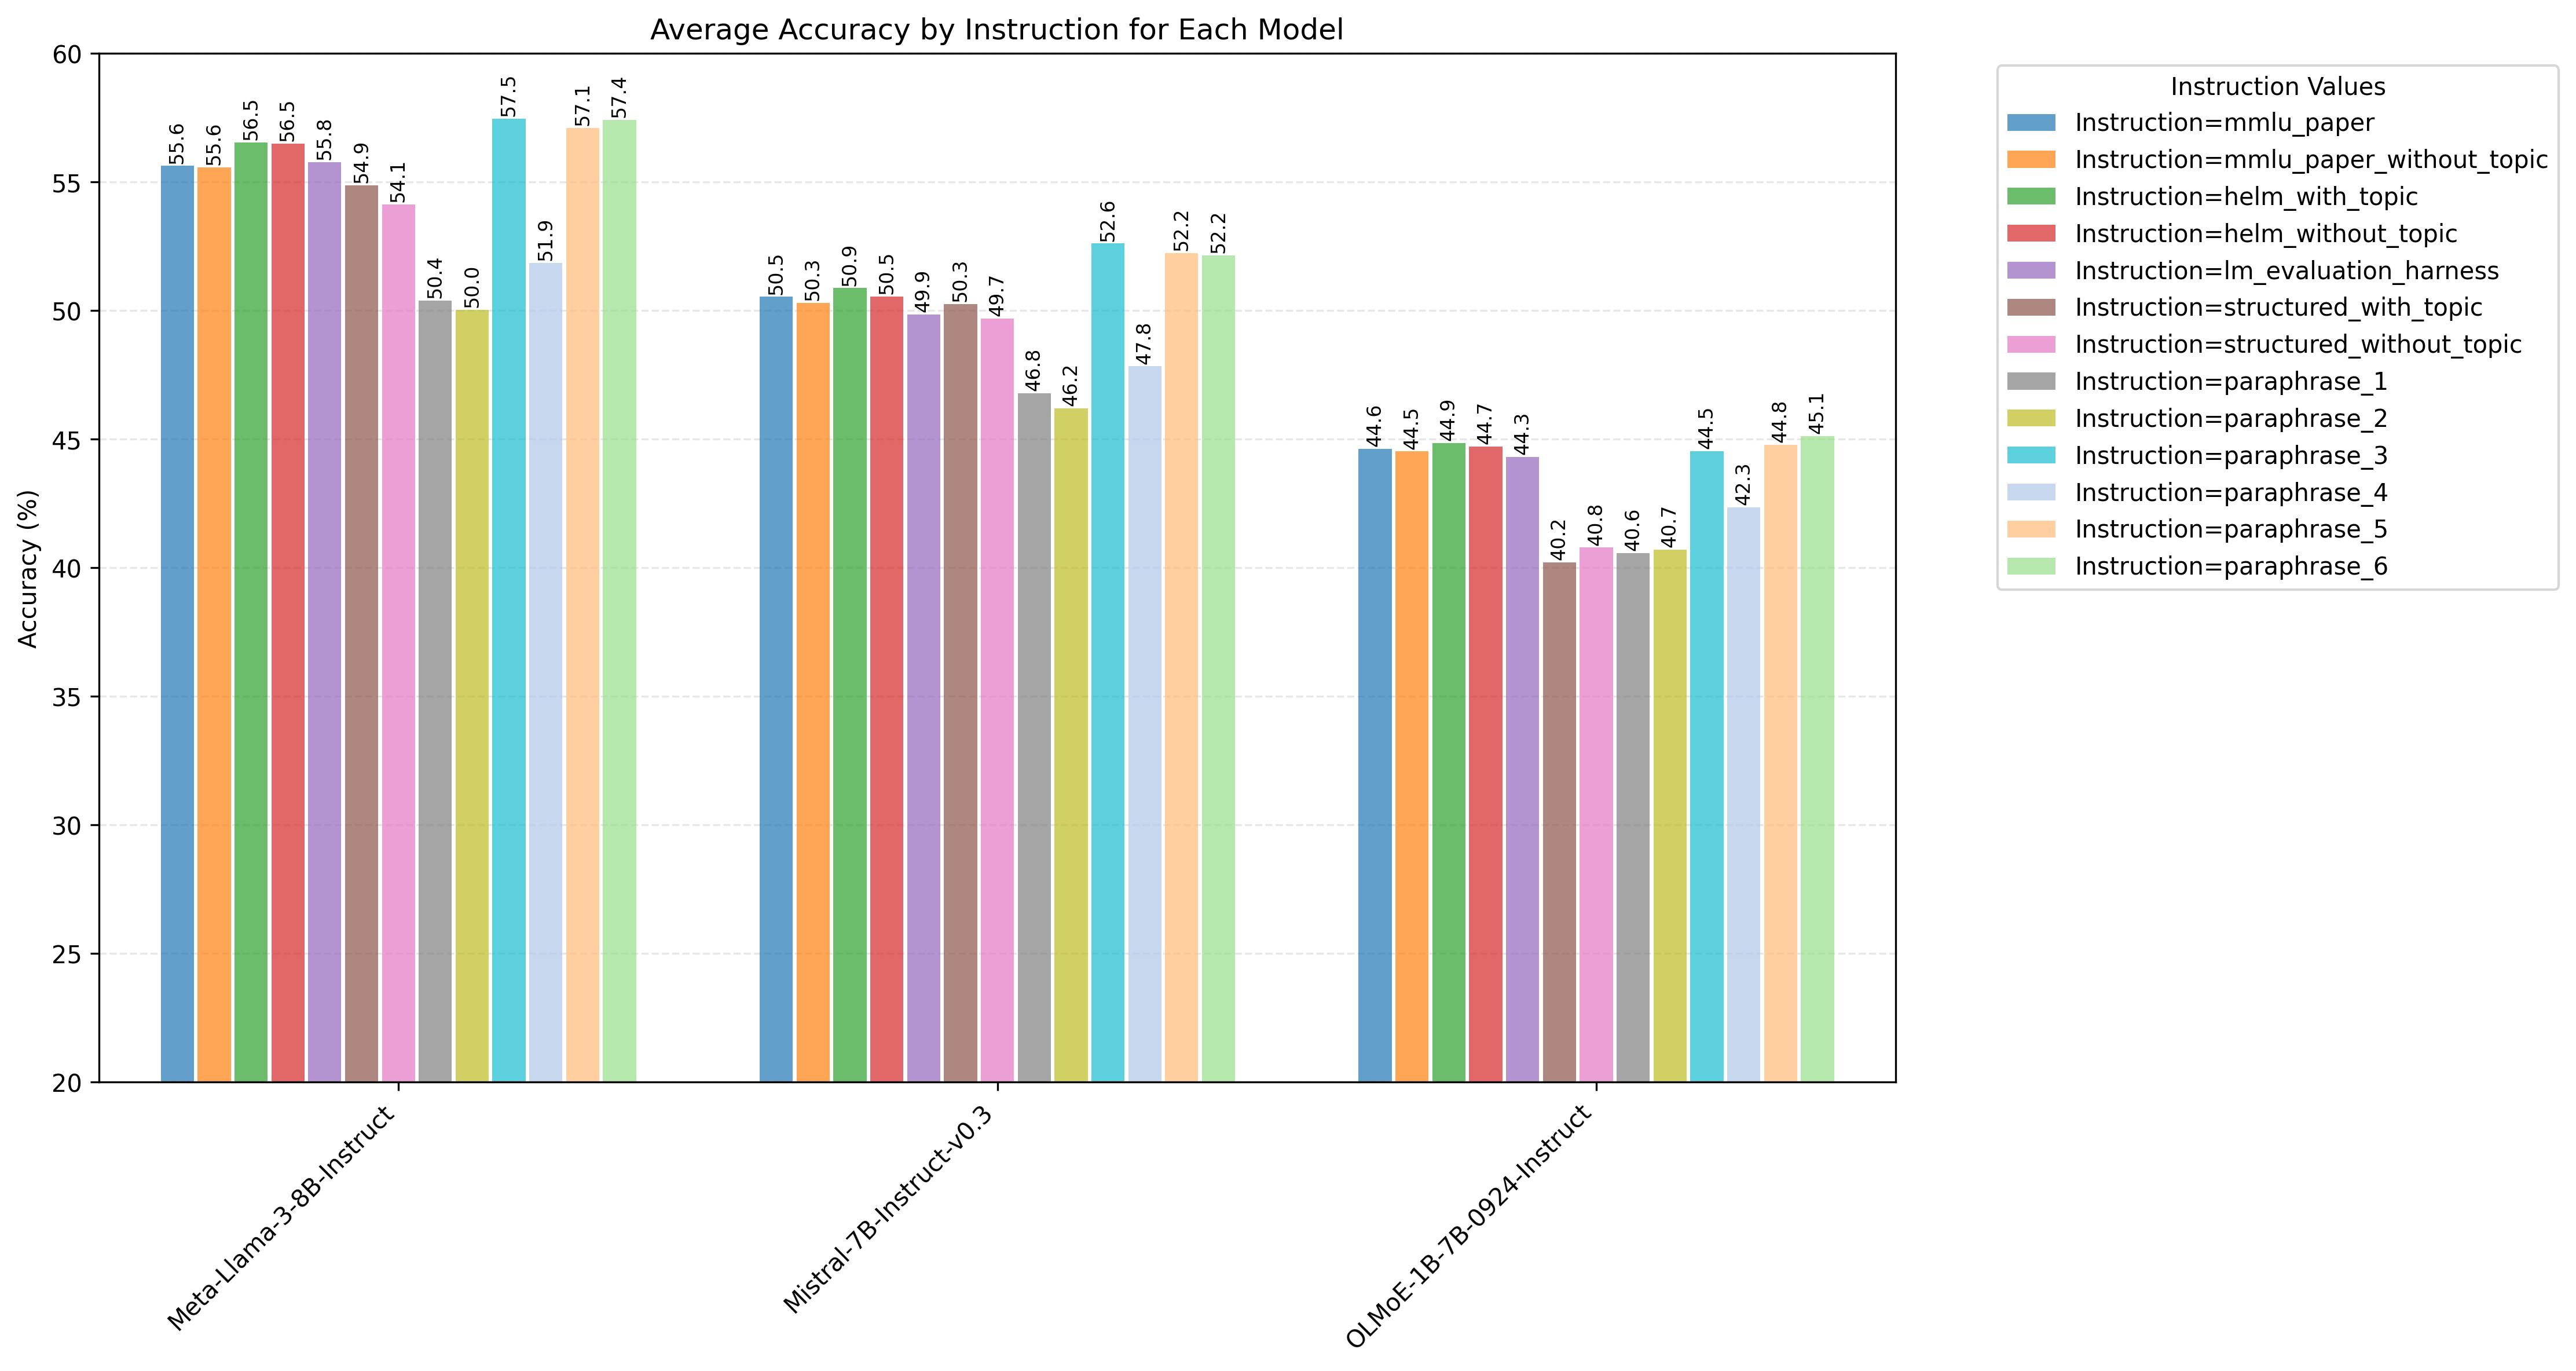 Average Accuracy by Instruction for Each Model
Accuracy (%)
60
55
50
45
40
35
30
25
20
55.6
55.6
56.5
56.5
55.8
54.9
54.1
50.4
50.0
57.5
51.9
57.1
57.4
50.5
50.3
50.9
50.5
49.9
50.3
49.7
46.8
46.2
52.6
47.8
52.2
52.2
44.6
44.5
44.9
44.7
44.3
40.2
40.8
40.6
40.7
44.5
42.3
44.8
45.1
Meta-Llama-3-8B-Instruct
Mistral-7B-Instruct-v0.3
OLMoE-1B-7B-0924-Instruct
Instruction Values
Instruction=mmlu_paper
Instruction=mmlu_paper_without_topic
Instruction=helm_with_topic
Instruction=helm_without_topic
Instruction=lm_evaluation_harness
Instruction=structured_with_topic
Instruction=structured_without_topic
Instruction=paraphrase_1
Instruction=paraphrase_2
Instruction=paraphrase_3
Instruction=paraphrase_4
Instruction=paraphrase_5
Instruction=paraphrase_6